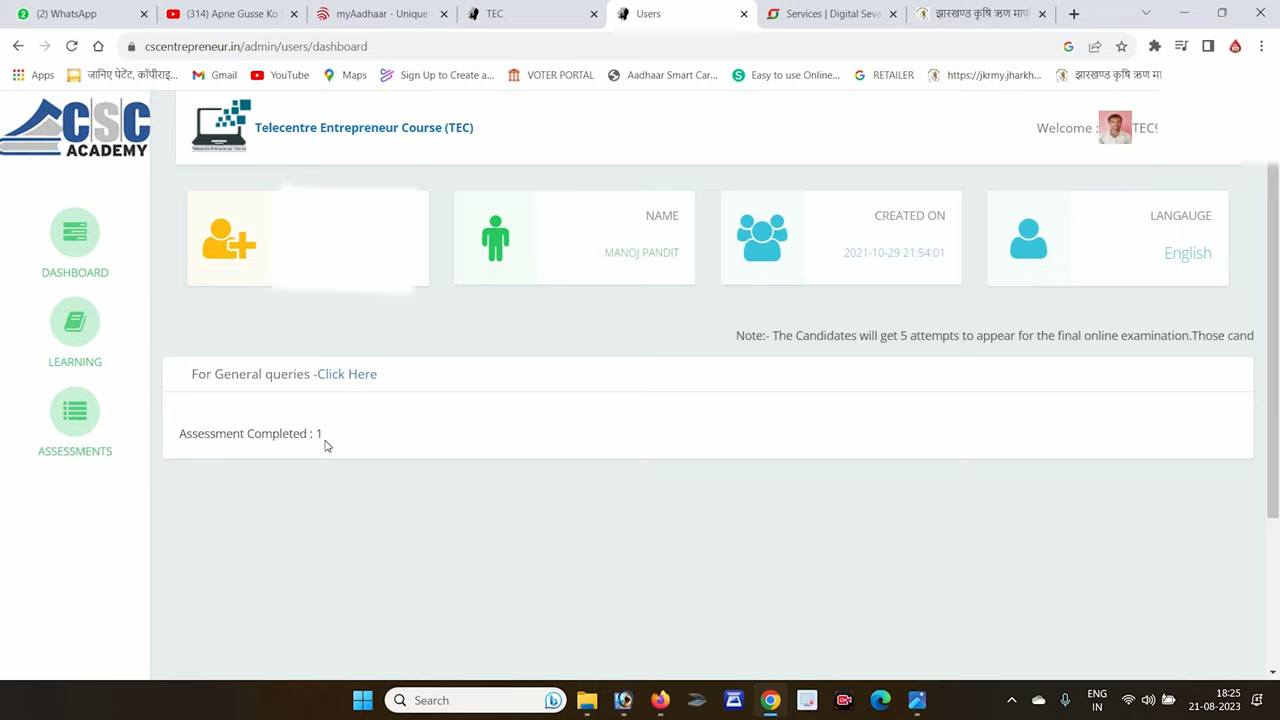 (2) WhatsApp
(314) Apne Gusse Ko
myAadhaar - Unique
TEC
Users
Services | Digital Seva
झारखण्ड कृषि ऋण माफ
cscentrepreneur.in/admin/users/dashboard
Apps
जानिए पेटेंट, कॉपीराइ...
Gmail
YouTube
Maps
Sign Up to Create a...
VOTER PORTAL
Aadhaar Smart Car...
Easy to use Online...
RETAILER
https://jkrmy.jharkh...
झारखण्ड कृषि ऋण मा
CSC
ACADEMY
Telecentre Entrepreneur Course (TEC)
Welcome :
TEC
NAME
MANOJ PANDIT
CREATED ON
2021-10-29 21:54:01
LANGAUGE
English
DASHBOARD
LEARNING
ASSESSMENTS
Note:- The Candidates will get 5 attempts to appear for the final online examination.Those cand
For General queries -Click Here
Assessment Completed : 1
Search
ENG
IN
18:25
21-08-2023